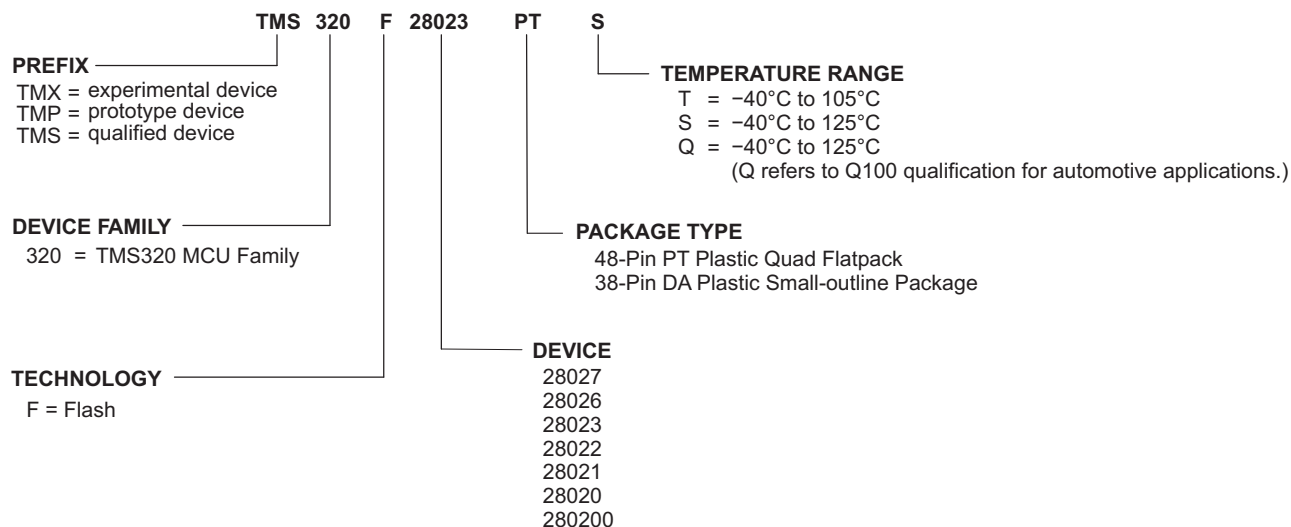 TMS 320 F 28023 PT S
PREFIX
TMX = experimental device
TMP = prototype device
TMS = qualified device
TEMPERATURE RANGE
T = −40°C to 105°C
S = −40°C to 125°C
Q = −40°C to 125°C
(Q refers to Q100 qualification for automotive applications.)
DEVICE FAMILY
320 = TMS320 MCU Family
PACKAGE TYPE
48-Pin PT Plastic Quad Flatpack
38-Pin DA Plastic Small-outline Package
TECHNOLOGY
F = Flash
DEVICE
28027
28026
28023
28022
28021
28020
280200